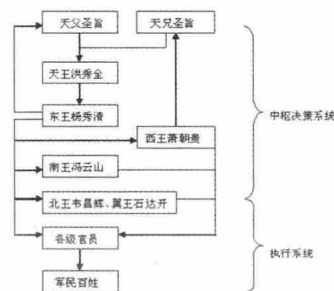 天父圣旨
天兄圣旨
天王洪秀全
东王杨秀清
西王萧朝贵
中枢决策系统
南王冯云山
北王韦昌辉、翼王石达开
各级官员
执行系统
军民百姓